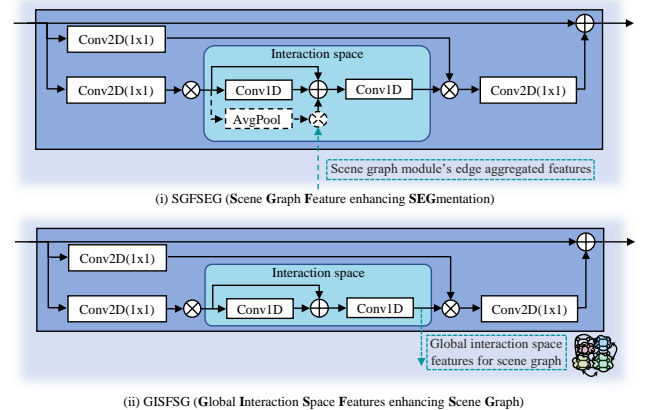 Conv2D(1x1)
Interaction space
Conv2D(1x1)
Conv1D
Conv1D
Conv2D(1x1)
AvgPool
Scene graph module's edge aggregated features
(i) SGFSEG (Scene Graph Feature enhancing SEGmentation)
Conv2D(1x1)
Interaction space
Conv2D(1x1)
Conv1D
Conv1D
Conv2D(1x1)
Global interaction space
features for scene graph
(ii) GISFSG (Global Interaction Space Features enhancing Scene Graph)